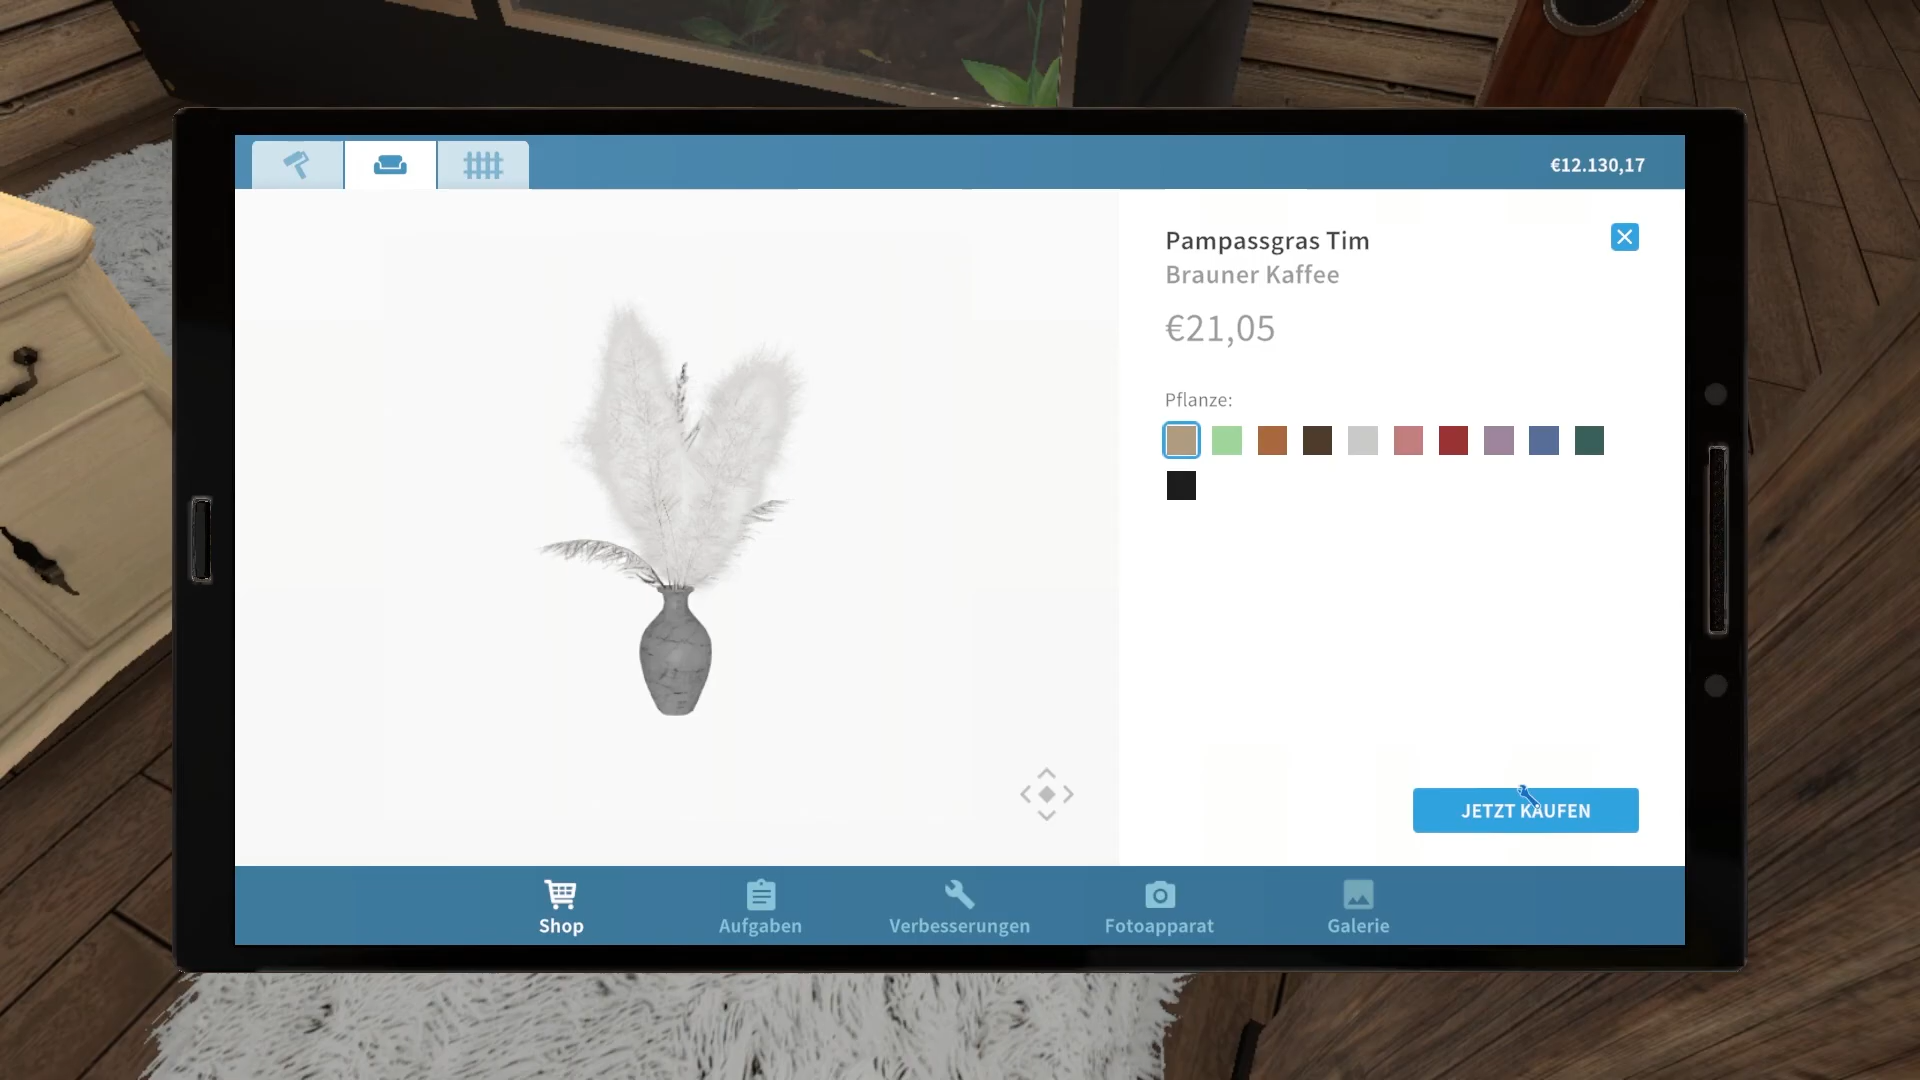 €12.130,17
Pampassgras Tim
Brauner Kaffee
€21,05
Pflanze:
JETZT KAUFEN
Shop
Aufgaben
Verbesserungen
Fotoapparat
Galerie